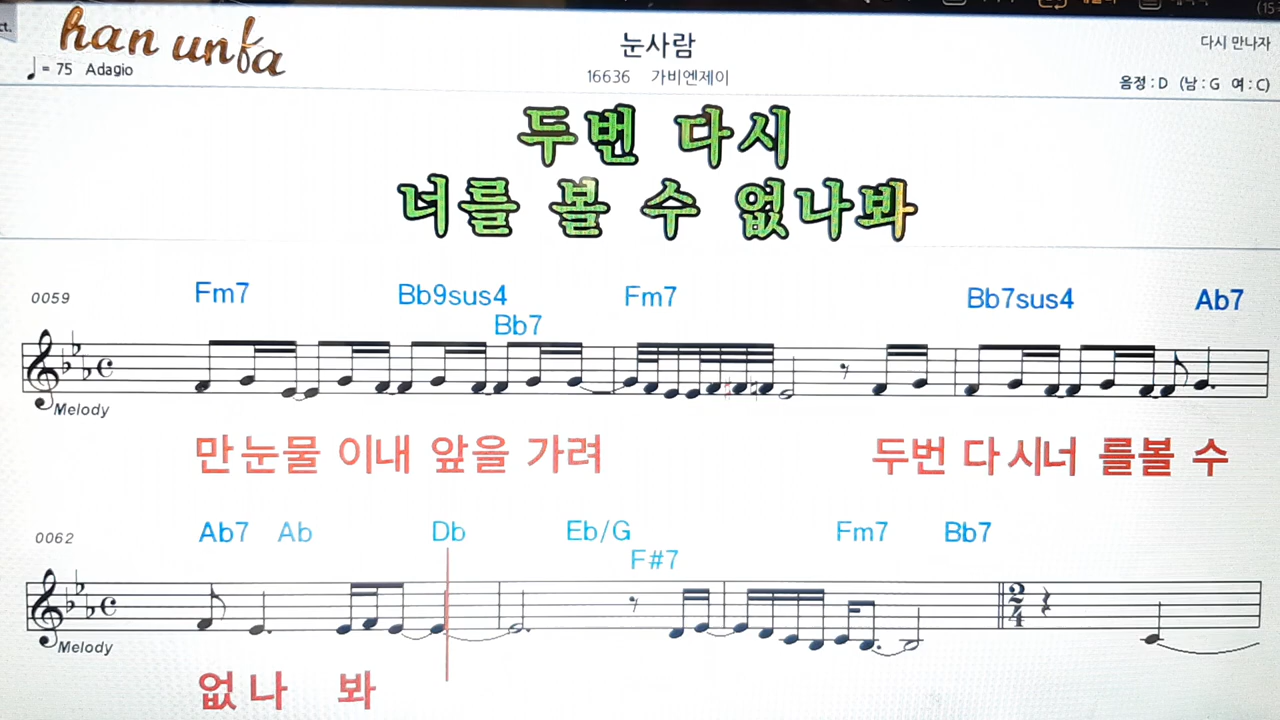 han unfa
눈사람
다시 만나자
♩= 75 Adagio
16636 가비엔제이
음정 : D (남 : G 여 : C)
두번 다시
너를 볼 수 없나봐
0059
Fm7 Bb9sus4 Bb7 Fm7 Bb7sus4 Ab7
Melody
만 눈물 이내 앞을 가려 두번 다 시너 를볼 수
0062
Ab7 Ab Db Eb/G F#7 Fm7 Bb7
2/4
Melody
없 나 봐